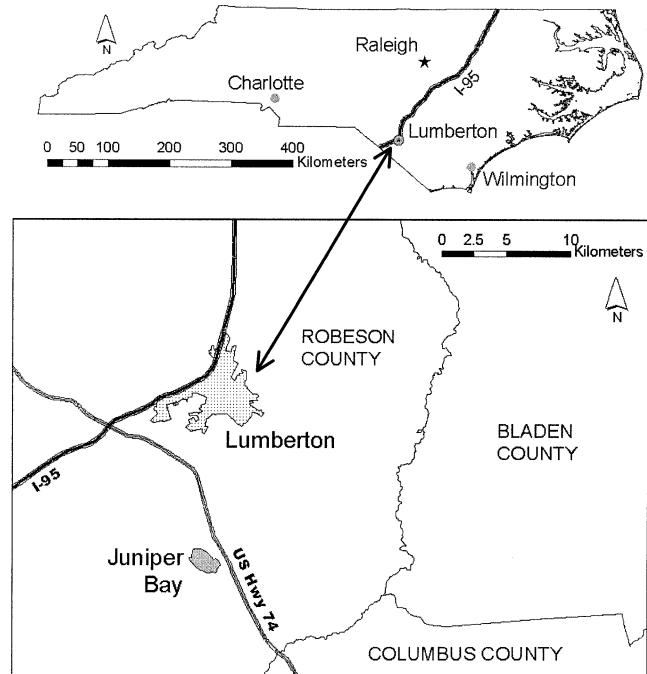 N
Raleigh
Charlotte
I-95
Lumberton
Wilmington
0 50 100 200 300 400
Kilometers
0 2.5 5 10
Kilometers
N
ROBESON
COUNTY
BLADEN
COUNTY
Lumberton
I-95
Juniper
Bay
US Hwy 74
COLUMBUS COUNTY